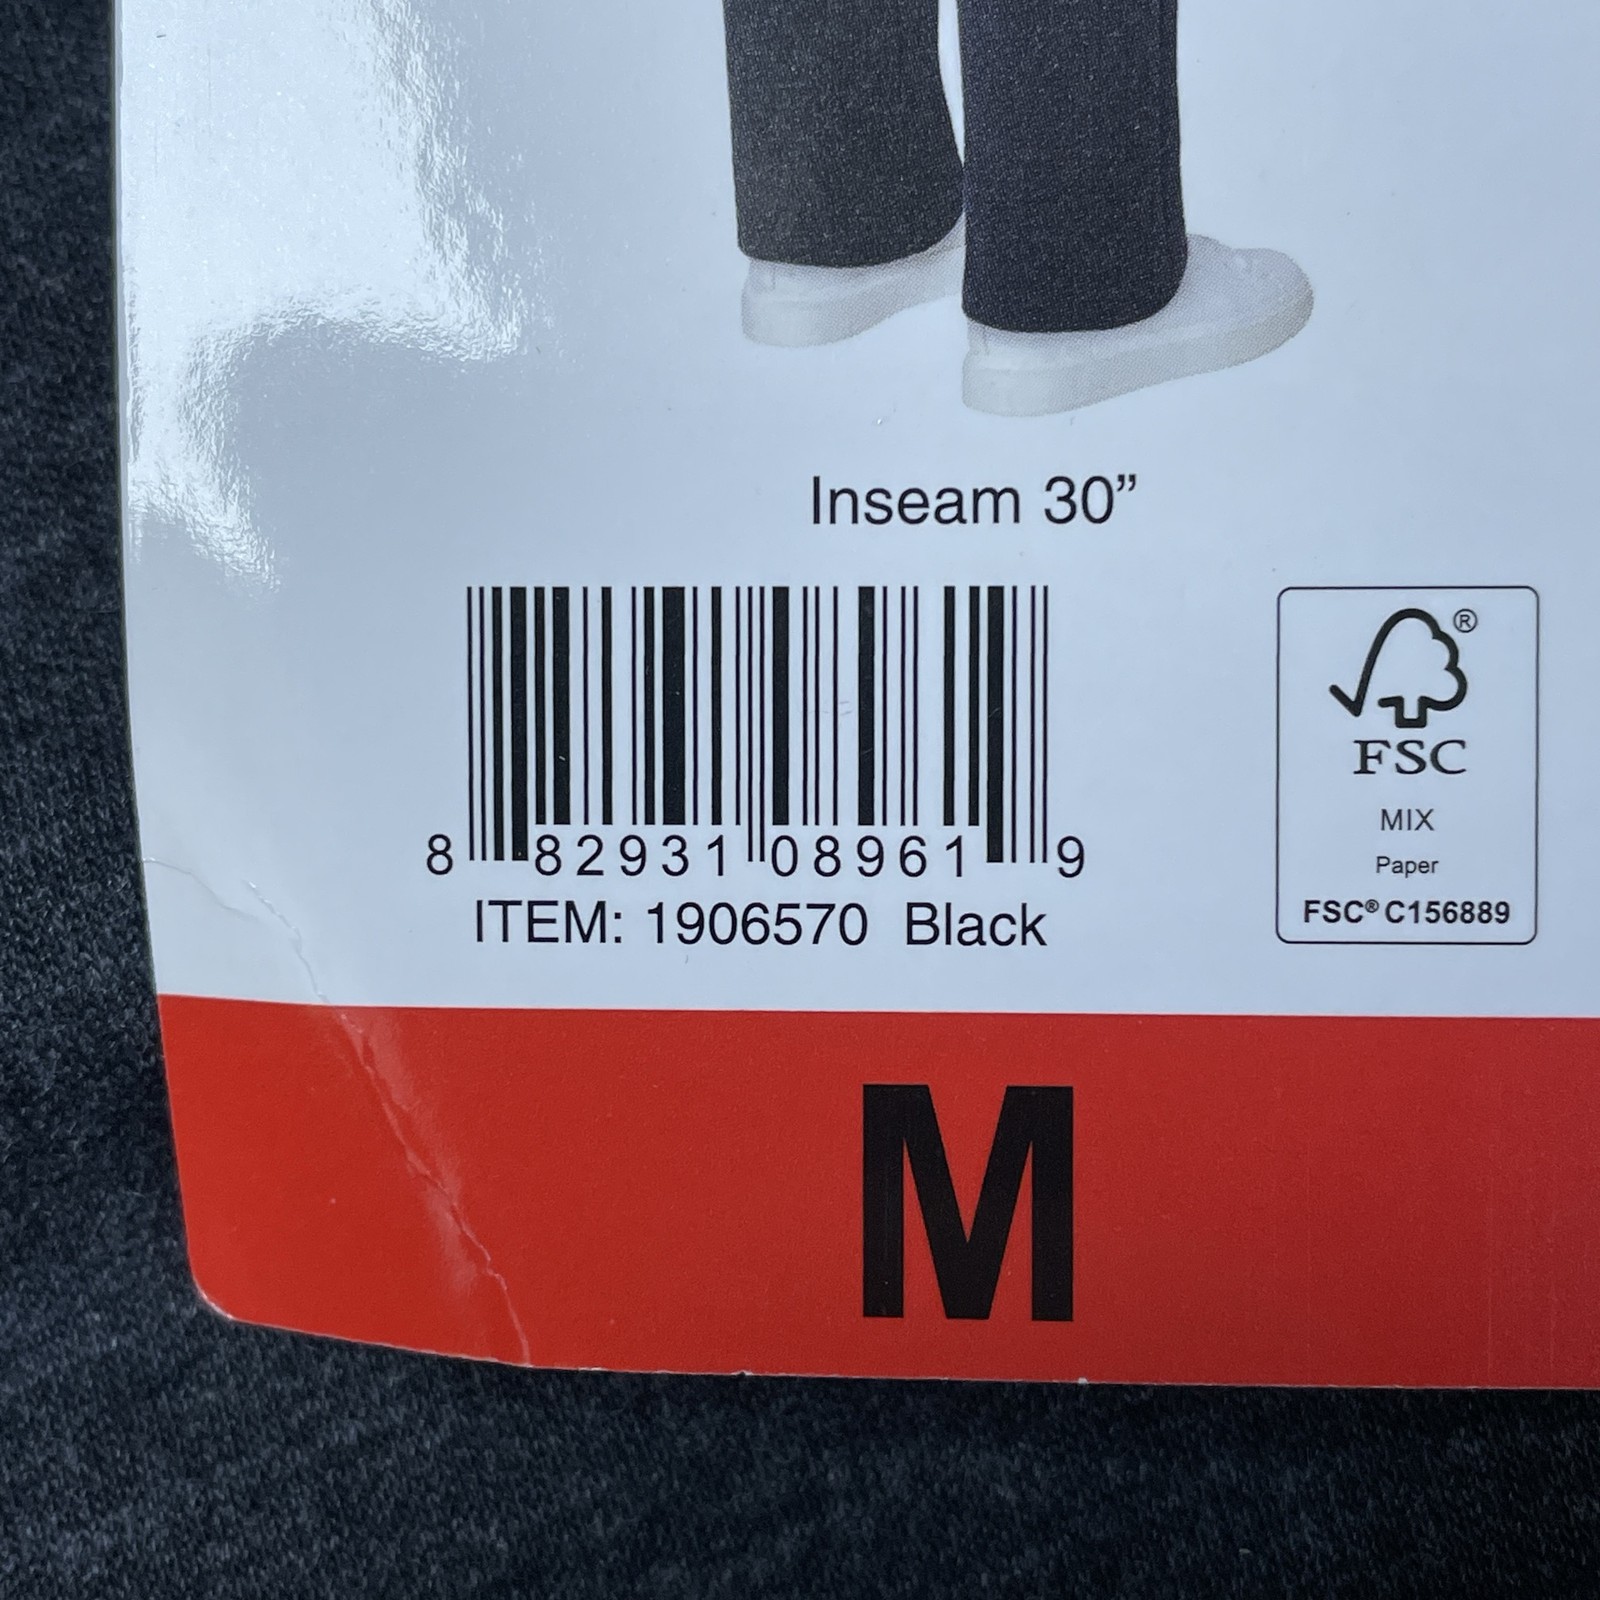 Inseam 30”
8 82931 08961 9
ITEM: 1906570 Black
®
FSC
MIX
Paper
FSC® C156889
M